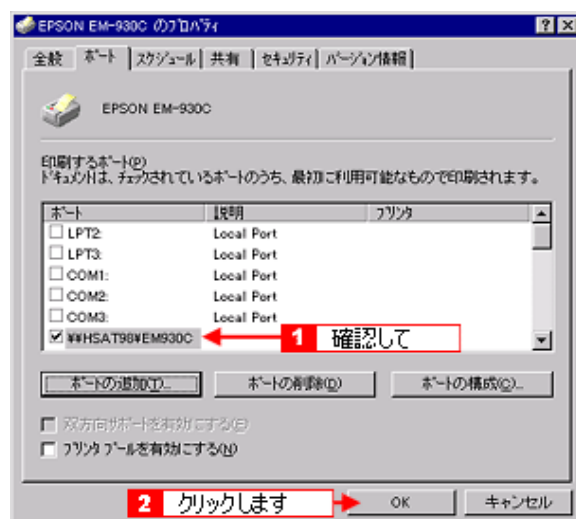 EPSON EM-930C のﾌﾟﾛﾊﾟﾃｨ
全般 ﾎﾟｰﾄ ｽｹｼﾞｭｰﾙ 共有 ｾｷｭﾘﾃｨ ﾊﾞｰｼﾞｮﾝ情報
EPSON EM-930C
印刷するﾎﾟｰﾄ(P)
ﾄﾞｷｭﾒﾝﾄは、ﾁｪｯｸされているﾎﾟｰﾄのうち、最初に利用可能なもので印刷されます。
ﾎﾟｰﾄ 説明 ﾌﾟﾘﾝﾀ
LPT2: Local Port
LPT3: Local Port
COM1: Local Port
COM2: Local Port
COM3: Local Port
¥¥HSAT98¥EM930C 1 確認して
ﾎﾟｰﾄの追加(T)... ﾎﾟｰﾄの削除(D) ﾎﾟｰﾄの構成(C)...
双方向ｻﾎﾟｰﾄを有効にする(E)
ﾌﾟﾘﾝﾀ ﾌﾟｰﾙを有効にする(N)
2 クリックします OK キャンセル